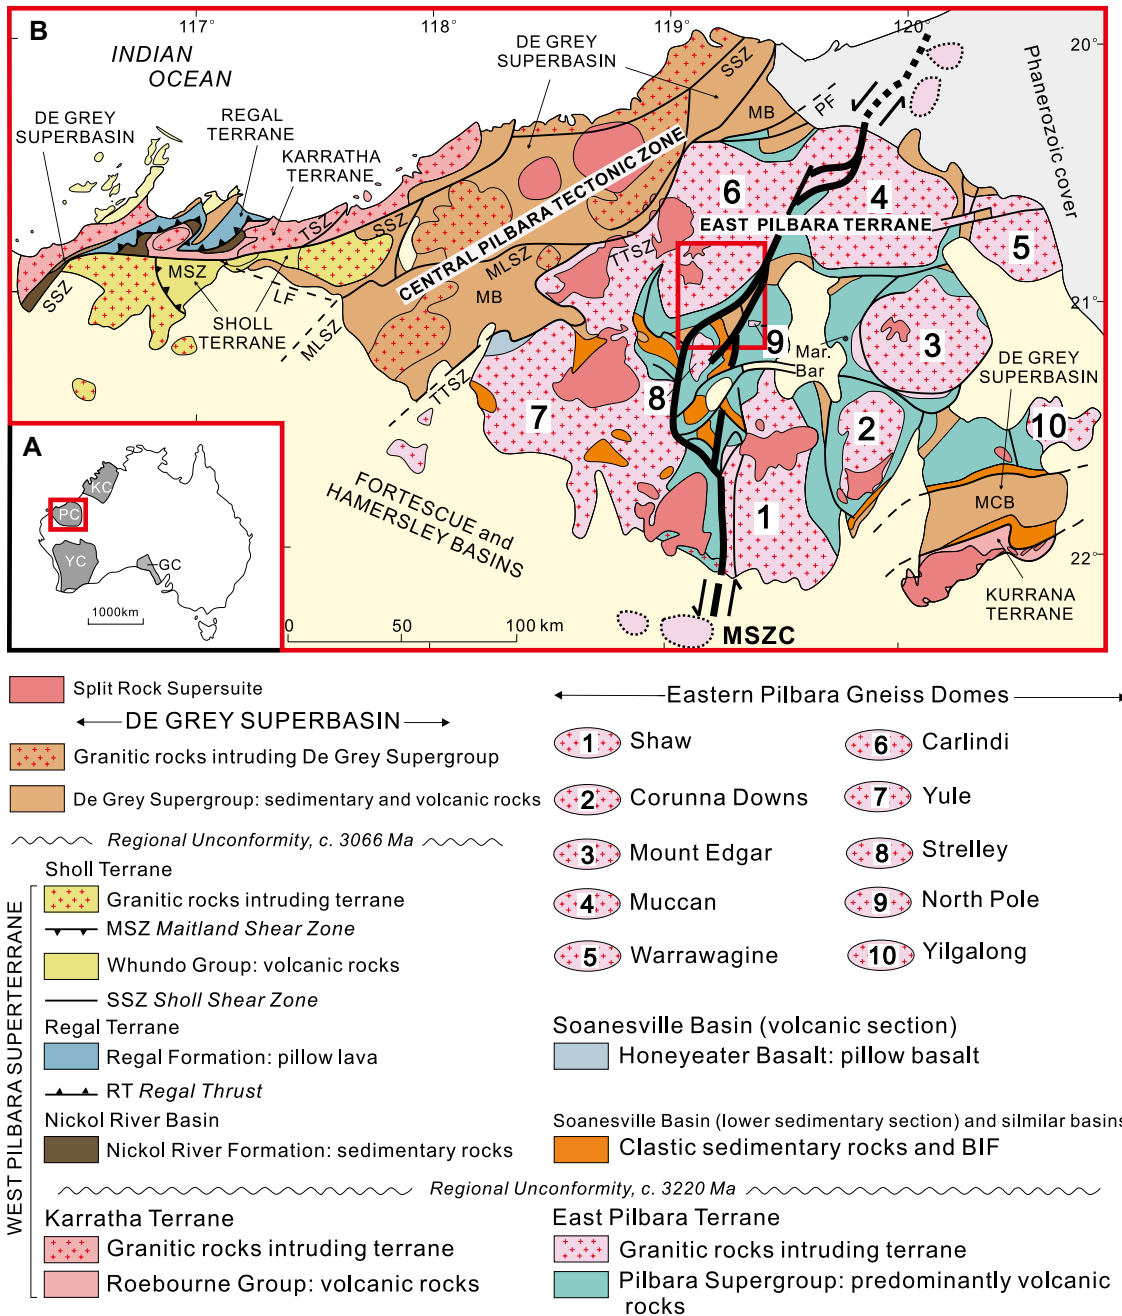 B
117°
118°
119°
120°
20°
21°
22°
INDIAN
OCEAN
DE GREY
SUPERBASIN
DE GREY
SUPERBASIN
REGAL
TERRANE
KARRATHA
TERRANE
SSZ
MB
PF
Phanerozoic cover
CENTRAL PILBARA TECTONIC ZONE
6
4
EAST PILBARA TERRANE
5
TSZ
SSZ
MLSZ
TTSZ
MSZ
SSZ
LF
MB
SHOLL
TERRANE
MLSZ
TTSZ
9
Mar.
Bar
3
DE GREY
SUPERBASIN
7
8
2
10
1
MCB
FORTESCUE and
HAMERSLEY BASINS
KURRANA
TERRANE
MSZC
A
KC
PC
YC
GC
1000km
0 50 100 km
Split Rock Supersuite
DE GREY SUPERBASIN
Granitic rocks intruding De Grey Supergroup
De Grey Supergroup: sedimentary and volcanic rocks
Regional Unconformity, c. 3066 Ma
WEST PILBARA SUPERTERRANE
Sholl Terrane
Granitic rocks intruding terrane
MSZ Maitland Shear Zone
Whundo Group: volcanic rocks
SSZ Sholl Shear Zone
Regal Terrane
Regal Formation: pillow lava
RT Regal Thrust
Nickol River Basin
Nickol River Formation: sedimentary rocks
Eastern Pilbara Gneiss Domes
1 Shaw
2 Corunna Downs
3 Mount Edgar
4 Muccan
5 Warrawagine
6 Carlindi
7 Yule
8 Strelley
9 North Pole
10 Yilgalong
Soanesville Basin (volcanic section)
Honeyeater Basalt: pillow basalt
Soanesville Basin (lower sedimentary section) and silmilar basins
Clastic sedimentary rocks and BIF
Regional Unconformity, c. 3220 Ma
Karratha Terrane
Granitic rocks intruding terrane
Roebourne Group: volcanic rocks
East Pilbara Terrane
Granitic rocks intruding terrane
Pilbara Supergroup: predominantly volcanic
rocks